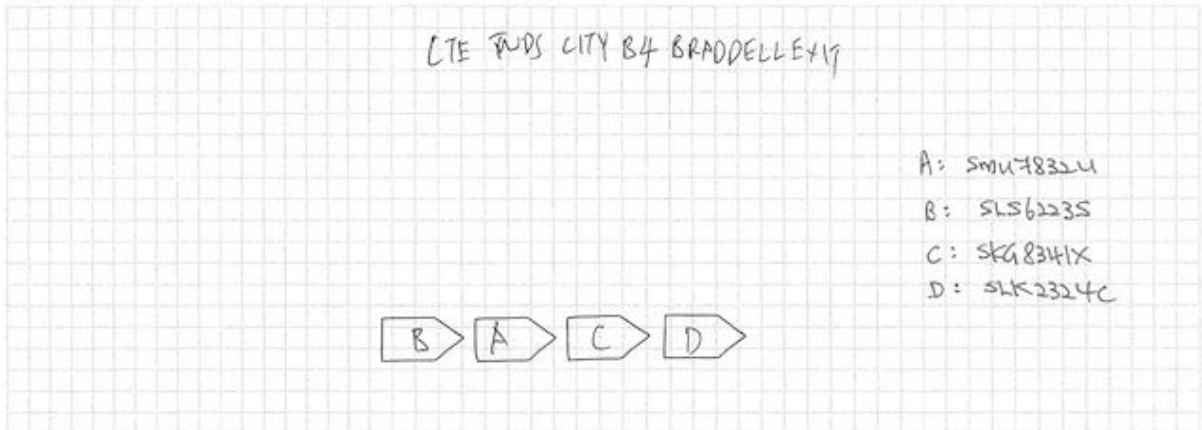 CTE TWDS CITY B4 BRADDELL EXIT
A: SMU7832U
B: SLS6223S
C: SKG8341X
D: SLK2324C
B A C D